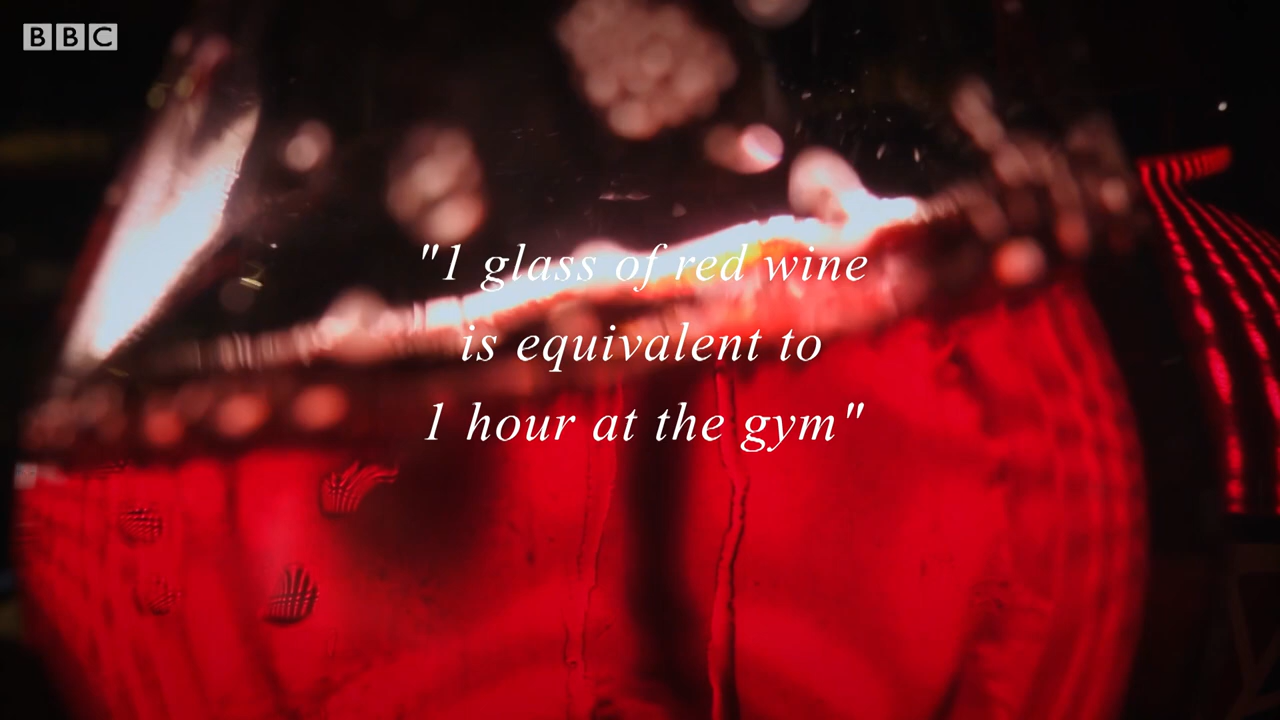 BBC
"1 glass of red wine
is equivalent to
1 hour at the gym"